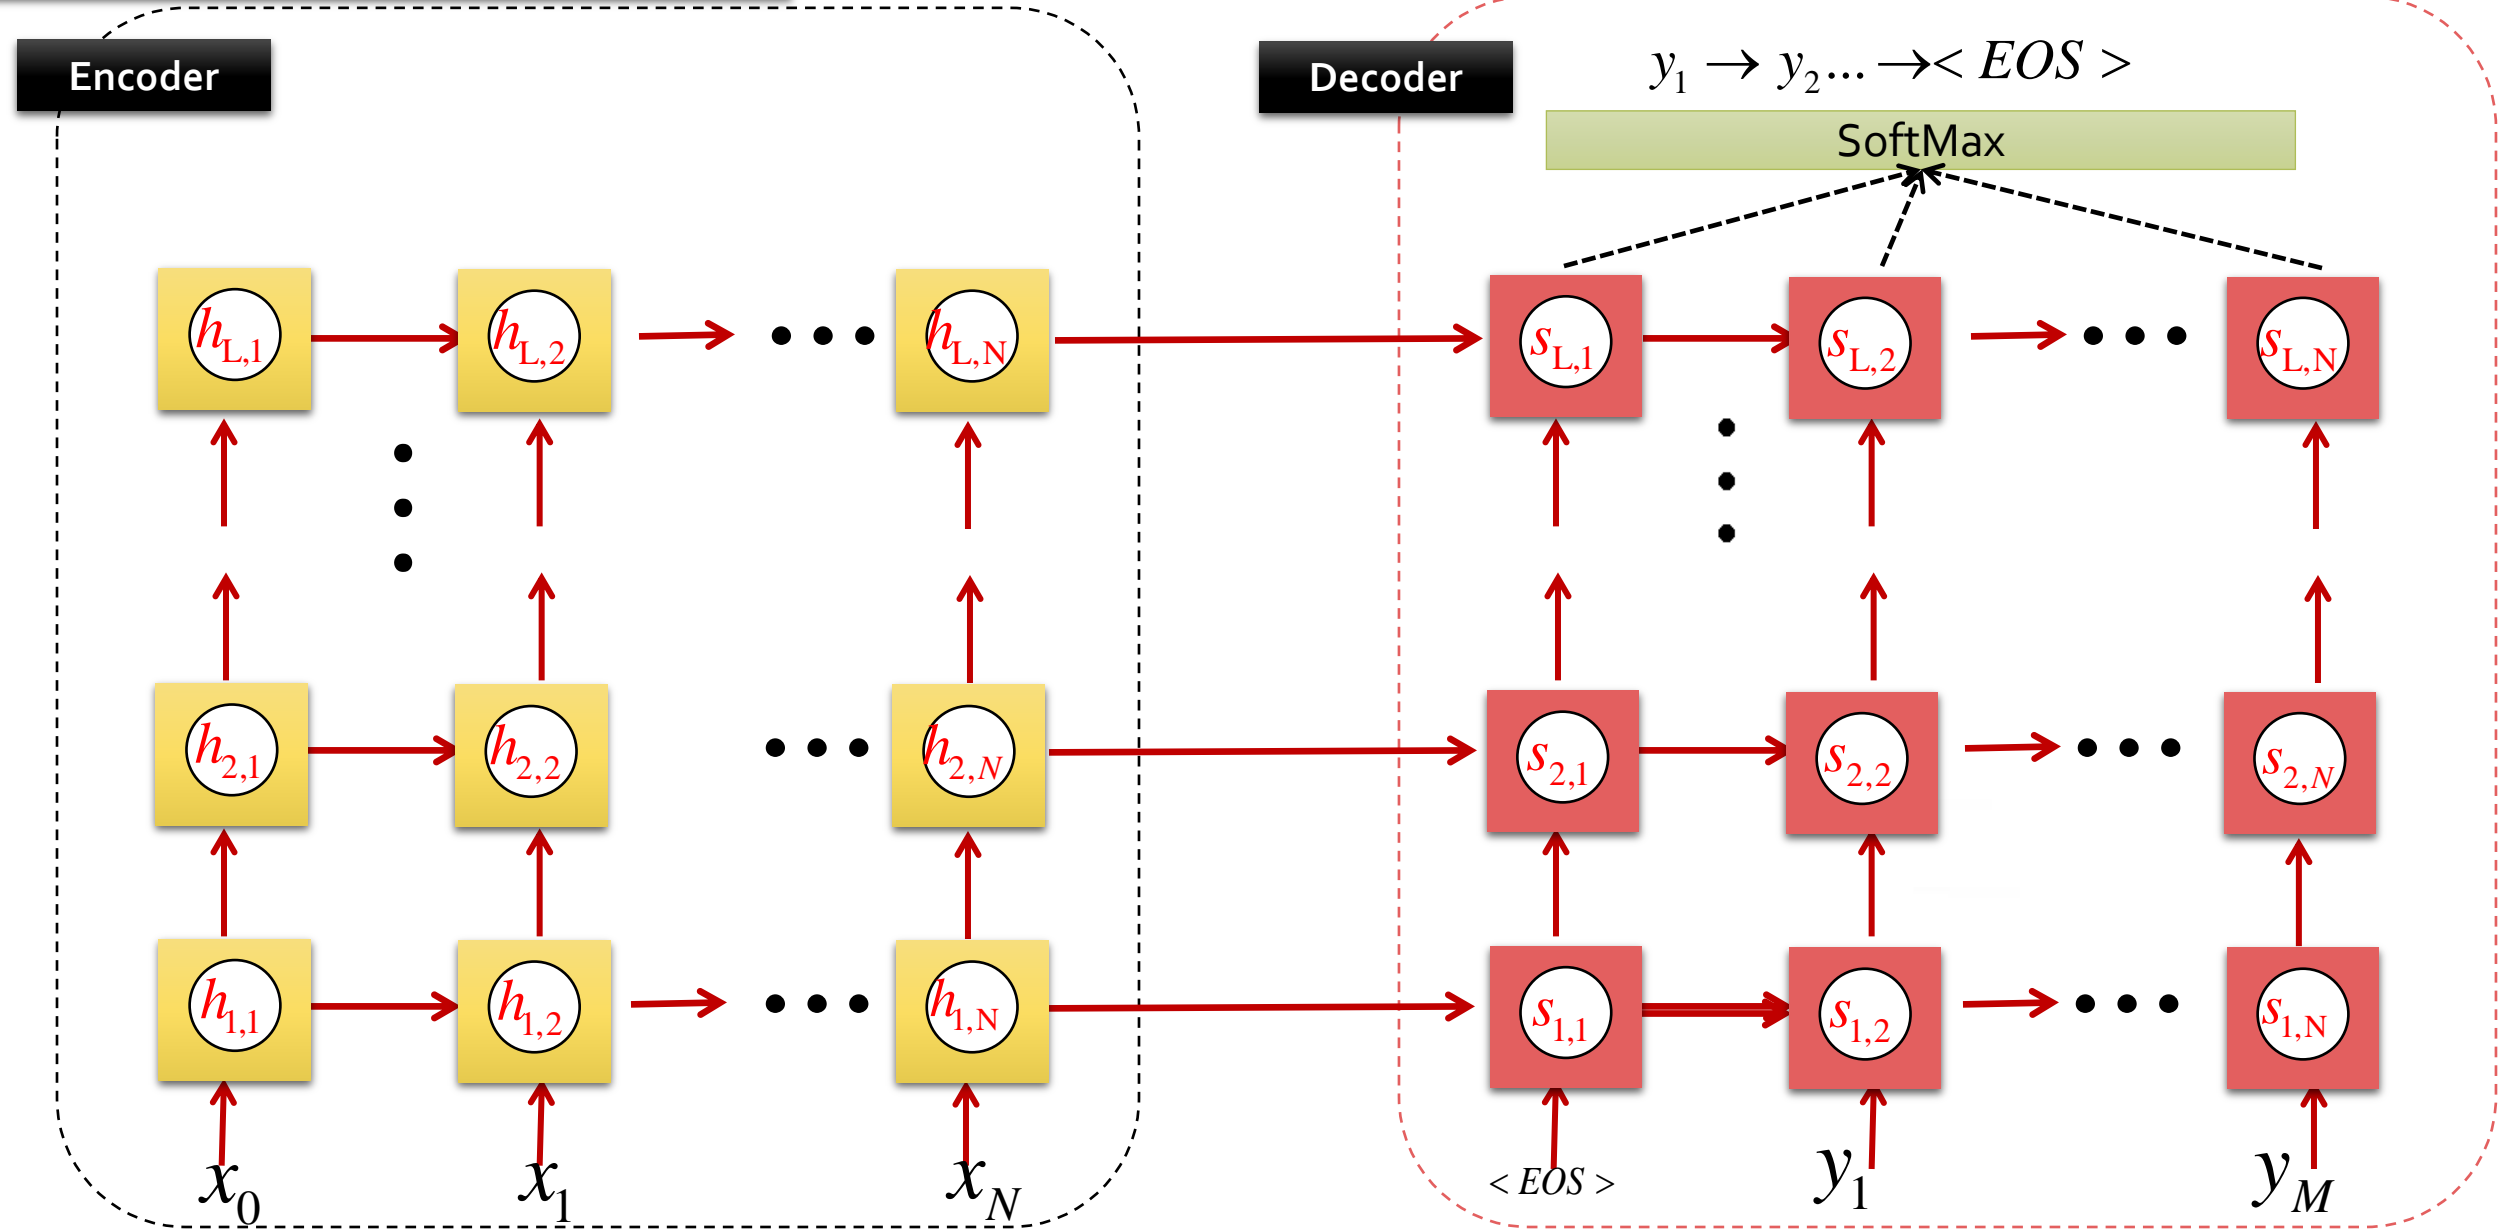 Encoder
Decoder
y1 → y2... →< EOS >
SoftMax
hL,1 hL,2 hL,N sL,1 sL,2 sL,N
h2,1 h2,2 h2,N s2,1 s2,2 s2,N
h1,1 h1,2 h1,N s1,1 s1,2 s1,N
x0 x1 xN < EOS > y1 yM